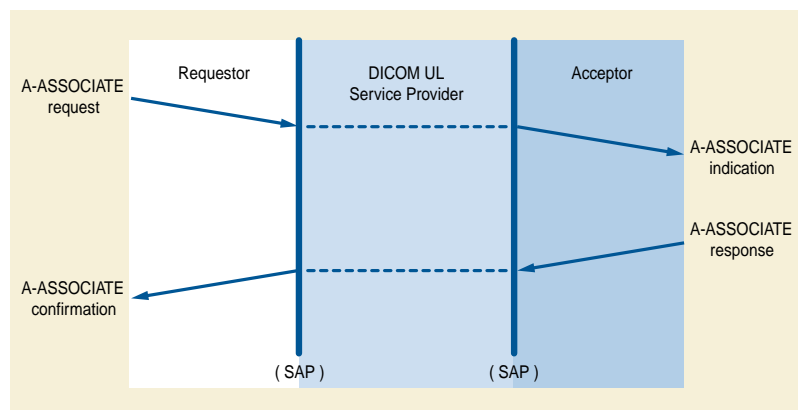 Requestor
DICOM UL
Service Provider
Acceptor
A-ASSOCIATE
request
A-ASSOCIATE
indication
A-ASSOCIATE
response
A-ASSOCIATE
confirmation
( SAP )
( SAP )